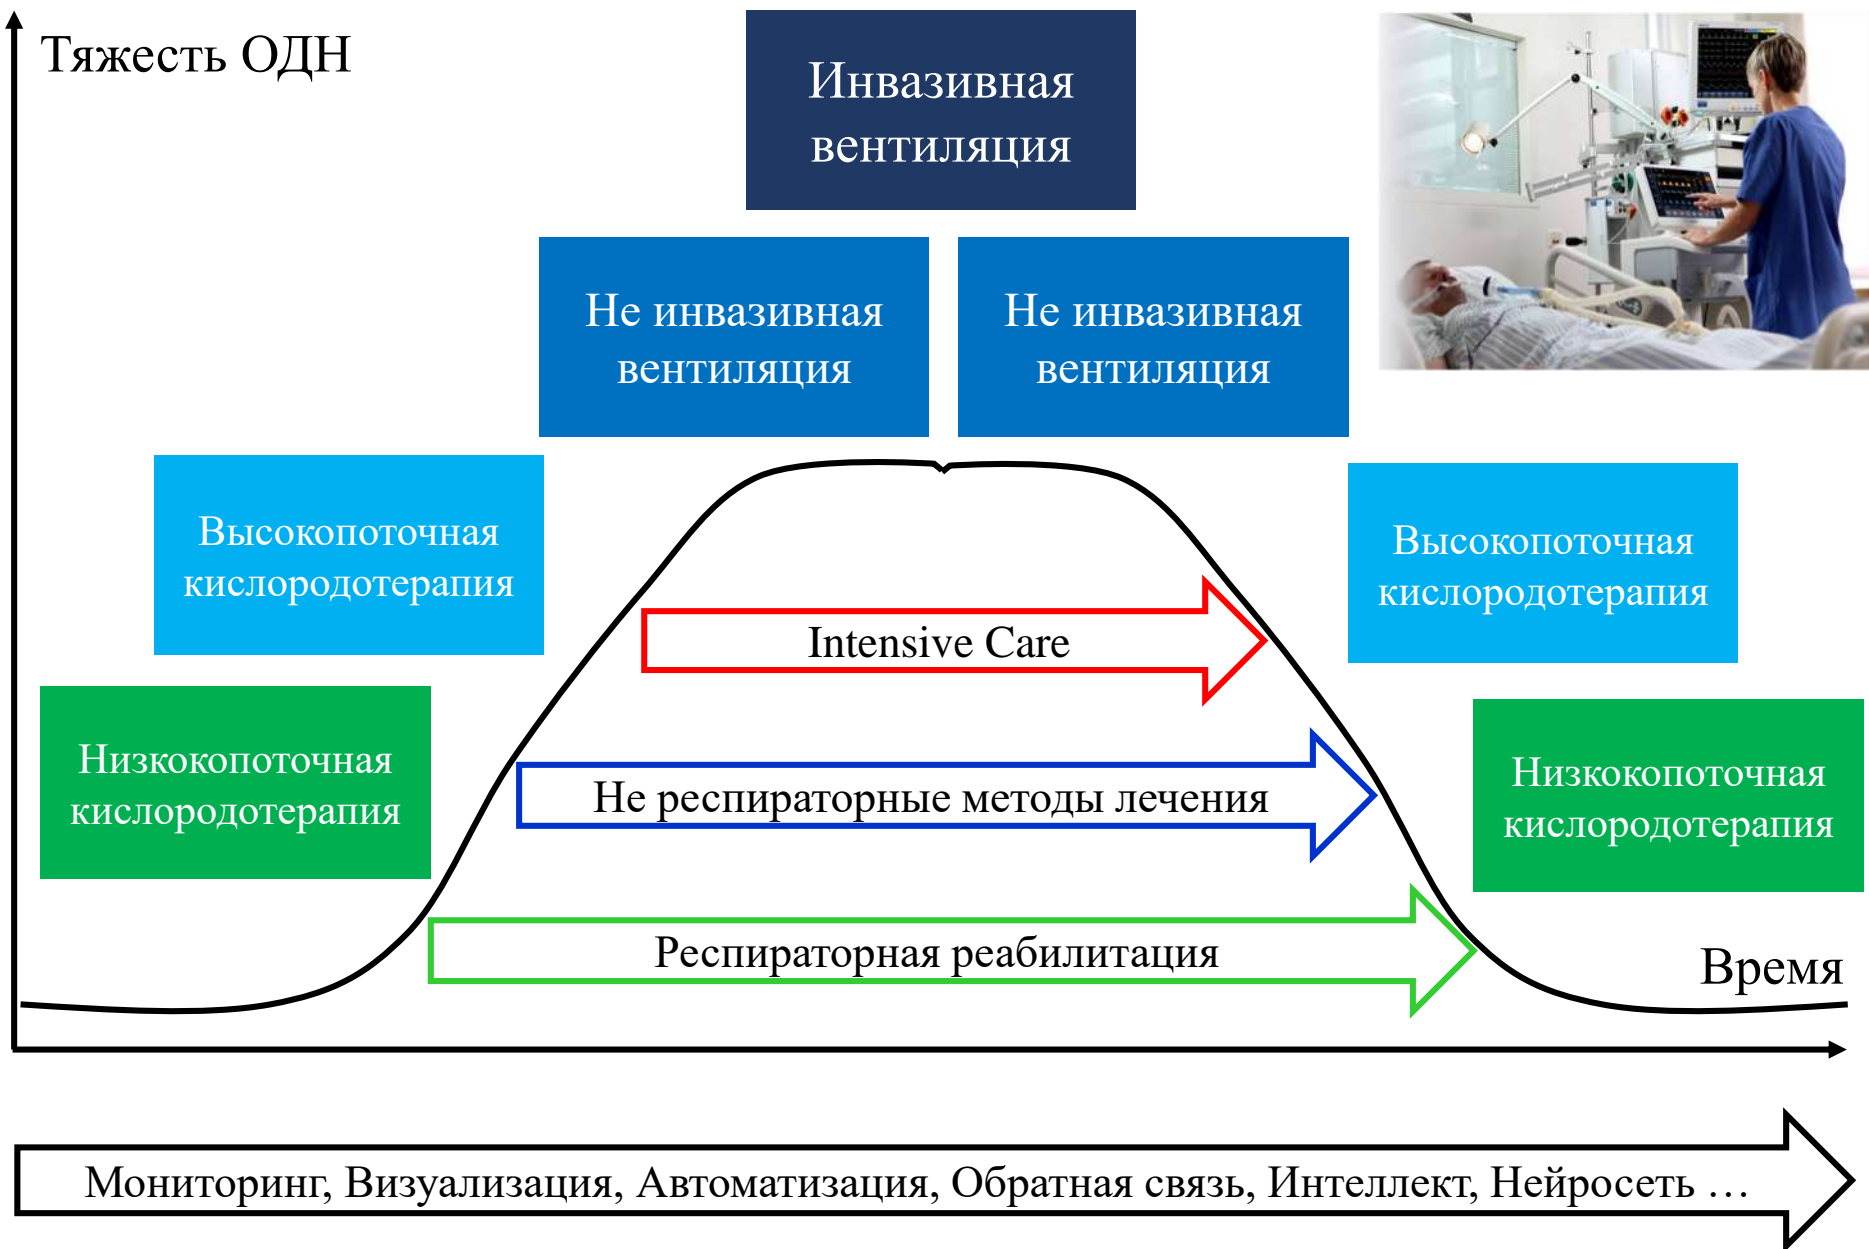 Тяжесть ОДН
Инвазивная
вентиляция
Не инвазивная
вентиляция
Не инвазивная
вентиляция
Высокопоточная
кислородотерапия
Высокопоточная
кислородотерапия
Intensive Care
Низкокопоточная
кислородотерапия
Не респираторные методы лечения
Низкокопоточная
кислородотерапия
Респираторная реабилитация
Время
Мониторинг, Визуализация, Автоматизация, Обратная связь, Интеллект, Нейросеть …